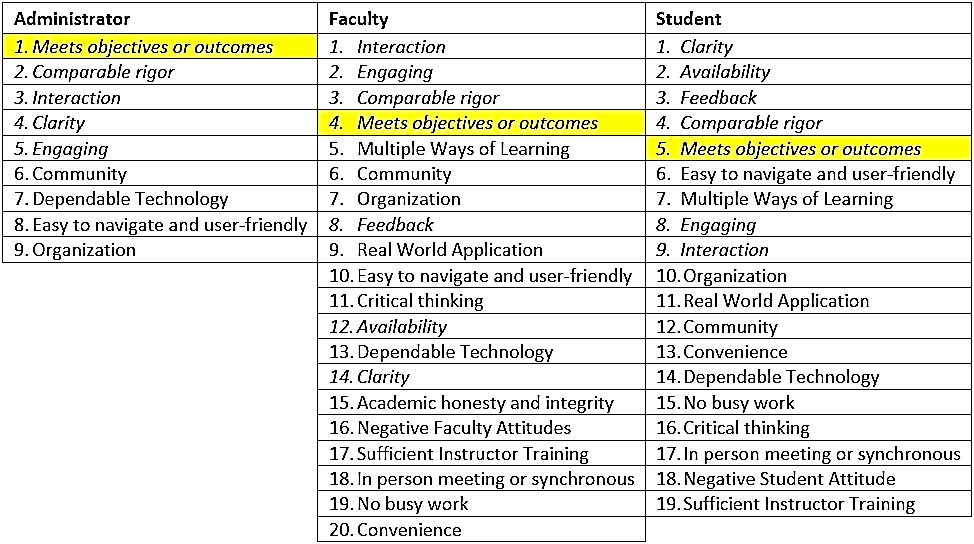 Administrator Faculty Student
1. Meets objectives or outcomes 1. Interaction 1. Clarity
2. Comparable rigor 2. Engaging 2. Availability
3. Interaction 3. Comparable rigor 3. Feedback
4. Clarity 4. Meets objectives or outcomes 4. Comparable rigor
5. Engaging 5. Multiple Ways of Learning 5. Meets objectives or outcomes
6. Community 6. Community 6. Easy to navigate and user-friendly
7. Dependable Technology 7. Organization 7. Multiple Ways of Learning
8. Easy to navigate and user-friendly 8. Feedback 8. Engaging
9. Organization 9. Real World Application 9. Interaction
10. Easy to navigate and user-friendly 10. Organization
11. Critical thinking 11. Real World Application
12. Availability 12. Community
13. Dependable Technology 13. Convenience
14. Clarity 14. Dependable Technology
15. Academic honesty and integrity 15. No busy work
16. Negative Faculty Attitudes 16. Critical thinking
17. Sufficient Instructor Training 17. In person meeting or synchronous
18. In person meeting or synchronous 18. Negative Student Attitude
19. No busy work 19. Sufficient Instructor Training
20. Convenience